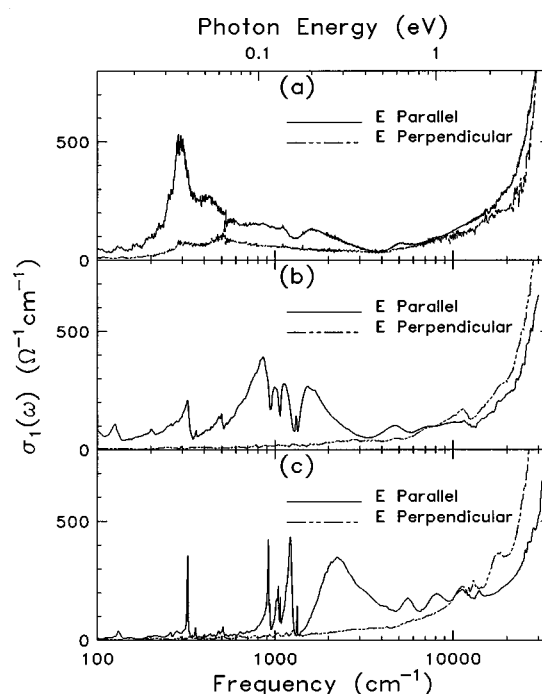 Photon Energy (eV)
0.1 1
(a)
E Parallel
E Perpendicular
500
0
(b)
E Parallel
E Perpendicular
500
0
σ₁(ω) (Ω⁻¹cm⁻¹)
(c)
E Parallel
E Perpendicular
500
0
100 1000 10000
Frequency (cm⁻¹)